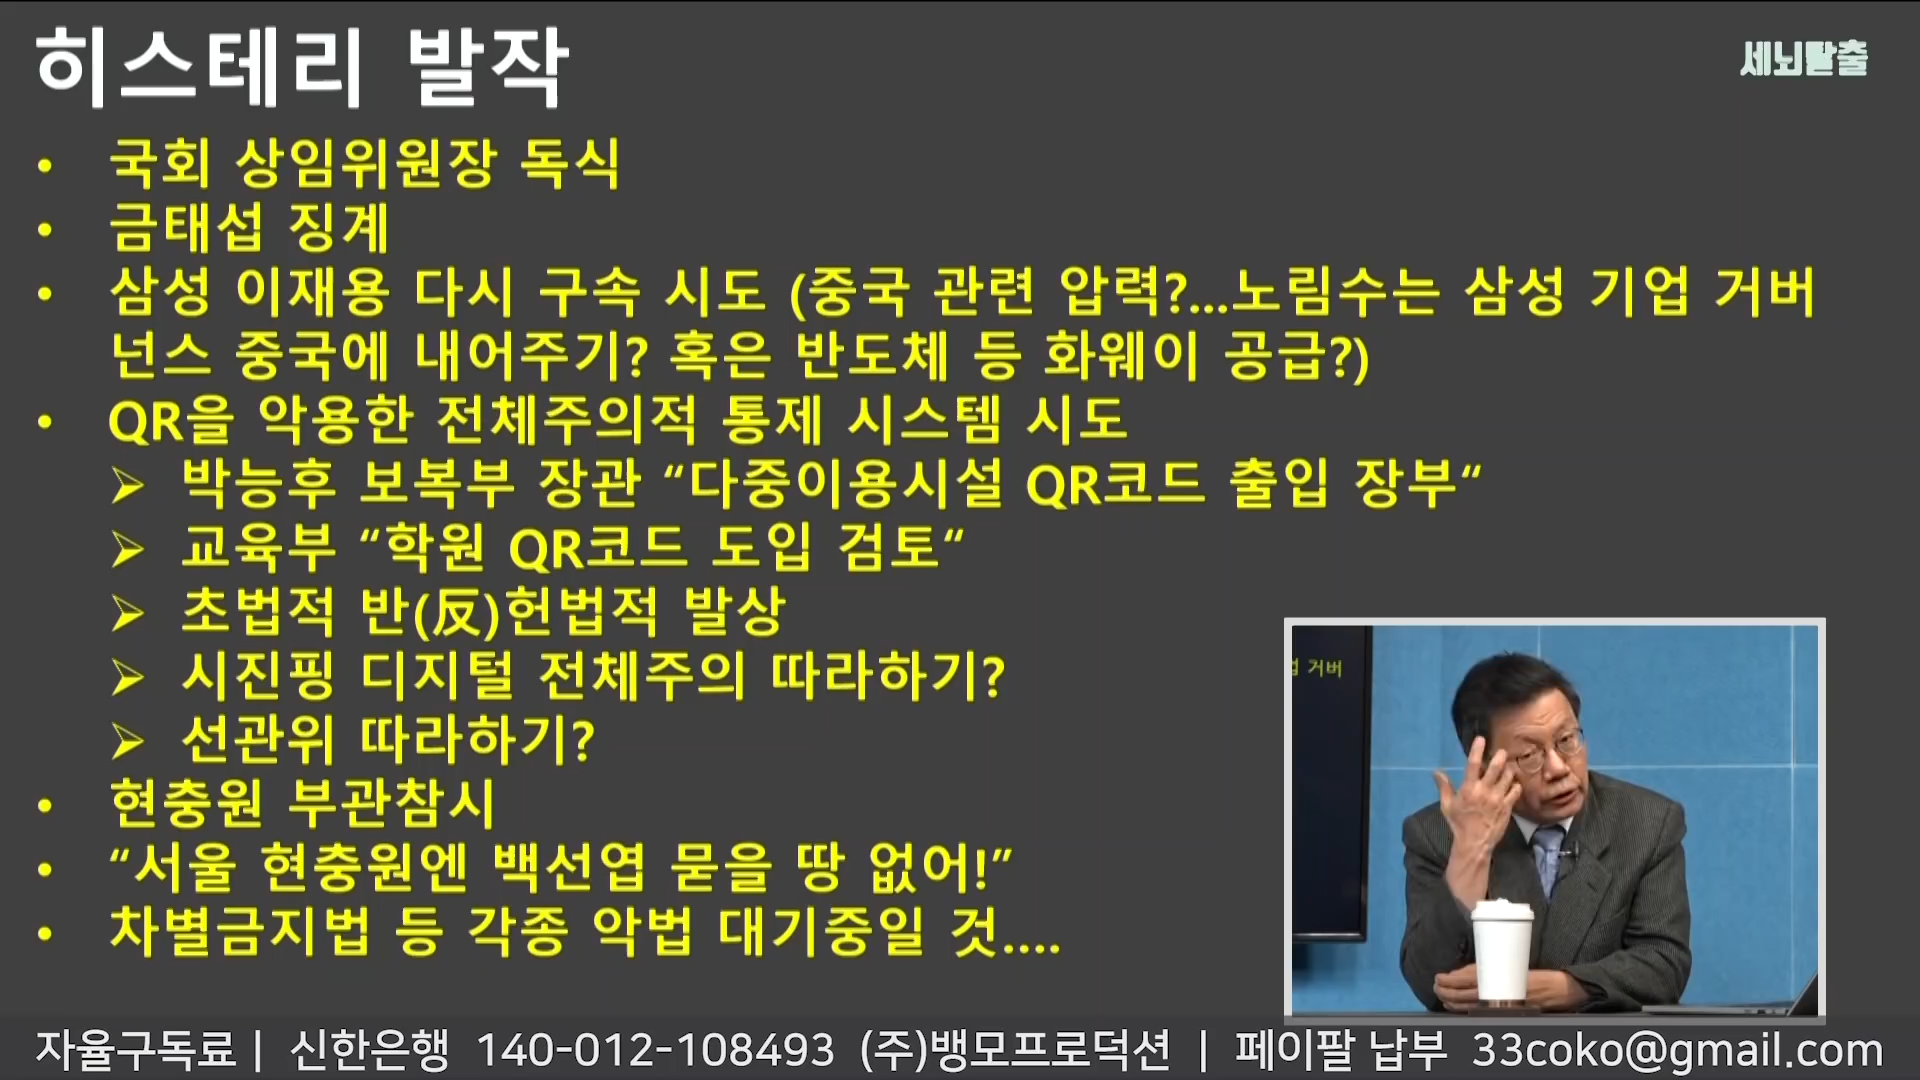 히스테리 발작
세뇌탈출
• 국회 상임위원장 독식
• 금태섭 징계
• 삼성 이재용 다시 구속 시도 (중국 관련 압력?...노림수는 삼성 기업 거버
넌스 중국에 내어주기? 혹은 반도체 등 화웨이 공급?)
• QR을 악용한 전체주의적 통제 시스템 시도
➢ 박능후 보복부 장관 “다중이용시설 QR코드 출입 장부“
➢ 교육부 “학원 QR코드 도입 검토“
➢ 초법적 반(反)헌법적 발상
➢ 시진핑 디지털 전체주의 따라하기?
➢ 선관위 따라하기?
• 현충원 부관참시
• “서울 현충원엔 백선엽 묻을 땅 없어!”
• 차별금지법 등 각종 악법 대기중일 것....
거버
자율구독료 | 신한은행 140-012-108493 (주)뱅모프로덕션 | 페이팔 납부 33coko@gmail.com